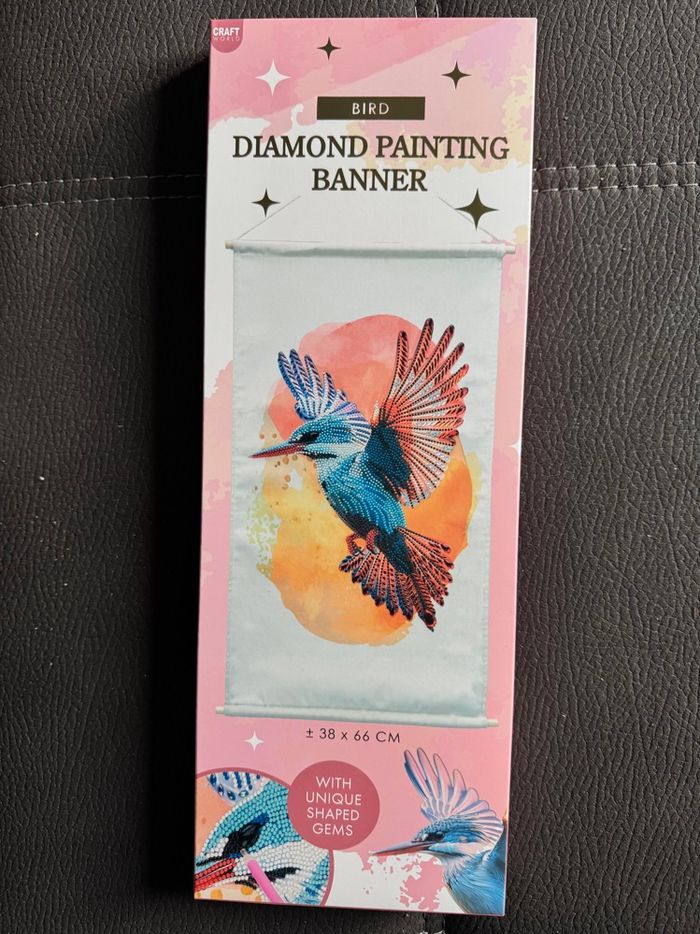 CRAFT
WORLD
BIRD
DIAMOND PAINTING
BANNER
± 38 x 66 CM
WITH
UNIQUE
SHAPED
GEMS